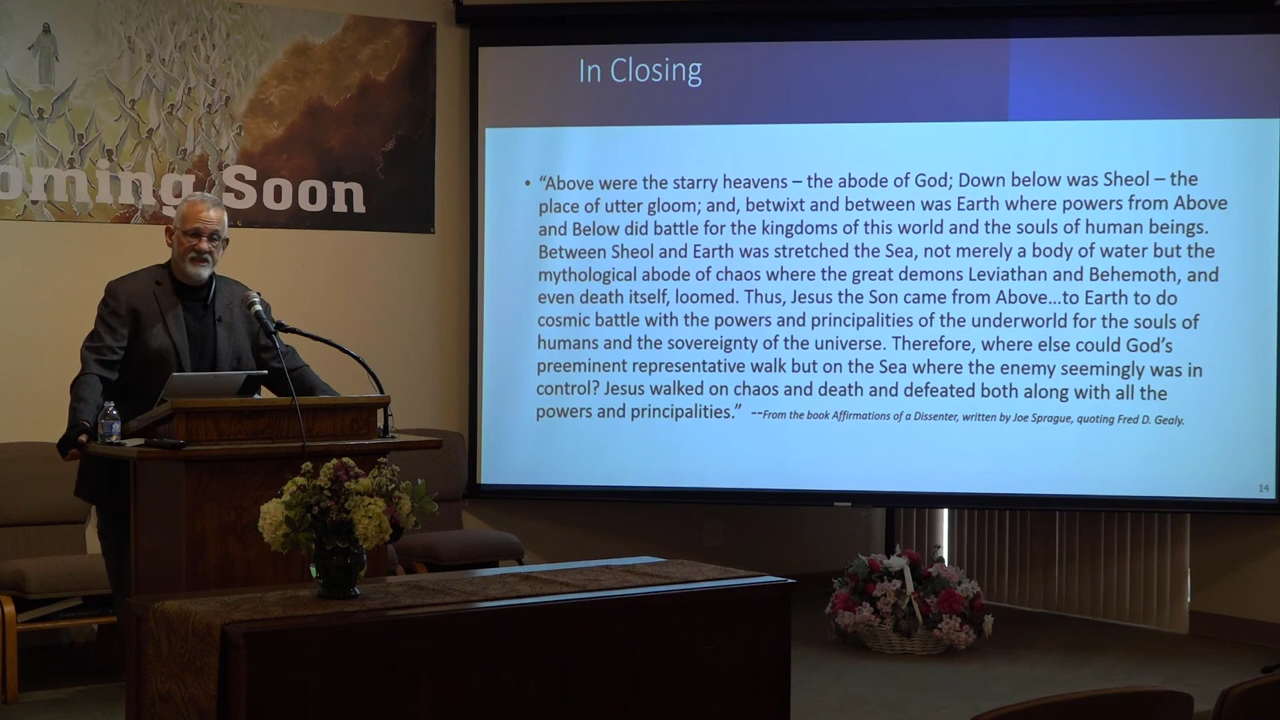 oming Soon
In Closing
• “Above were the starry heavens – the abode of God; Down below was Sheol – the
place of utter gloom; and, betwixt and between was Earth where powers from Above
and Below did battle for the kingdoms of this world and the souls of human beings.
Between Sheol and Earth was stretched the Sea, not merely a body of water but the
mythological abode of chaos where the great demons Leviathan and Behemoth, and
even death itself, loomed. Thus, Jesus the Son came from Above...to Earth to do
cosmic battle with the powers and principalities of the underworld for the souls of
humans and the sovereignty of the universe. Therefore, where else could God’s
preeminent representative walk but on the Sea where the enemy seemingly was in
control? Jesus walked on chaos and death and defeated both along with all the
powers and principalities.” --From the book Affirmations of a Dissenter, written by Joe Sprague, quoting Fred D. Gealy.
14